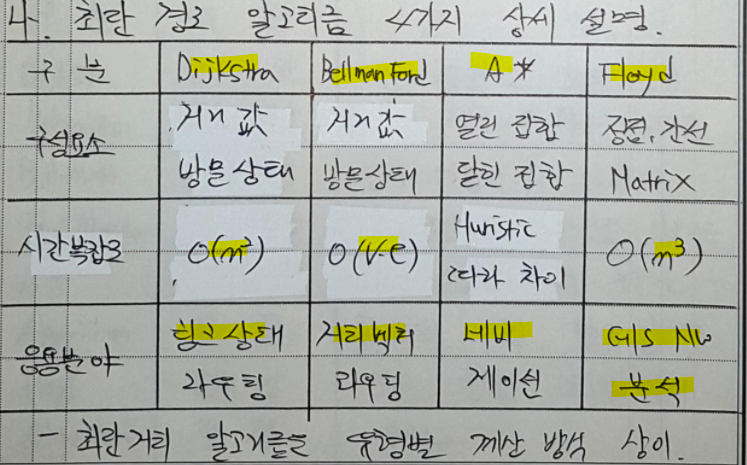 나. 최단 경로 알고리즘 4가지 상세 설명.
구분 Dijkstra Bellman Ford A* Floyd
구성요소 거리 값 거리 값 열린 집합 정점, 간선
방문상태 방문상태 닫힌 집합 Matrix
시간복잡도 O(n²) O(V·e) Huristic 따라 차이 O(n³)
응용분야 링크상태 거리벡터 네비 GIS NW
라우팅 라우팅 게이션 분석
- 최단거리 알고리즘은 유형별 계산 방식 상이.